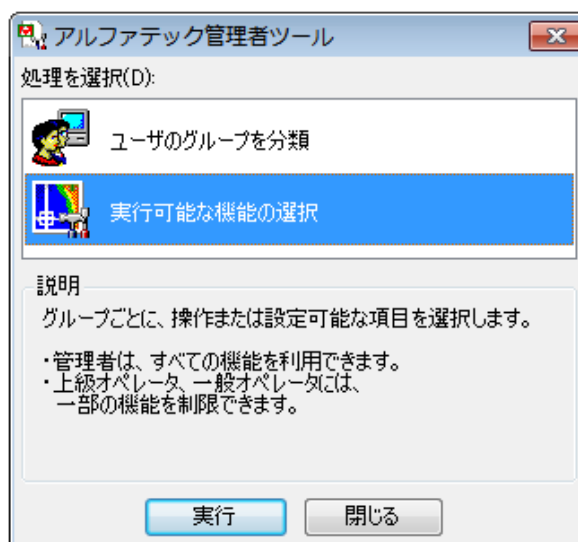 アルファテック管理者ツール
処理を選択(D):
ユーザのグループを分類
実行可能な機能の選択
説明
グループごとに、操作または設定可能な項目を選択します。
・管理者は、すべての機能を利用できます。
・上級オペレータ、一般オペレータには、
一部の機能を制限できます。
実行
閉じる